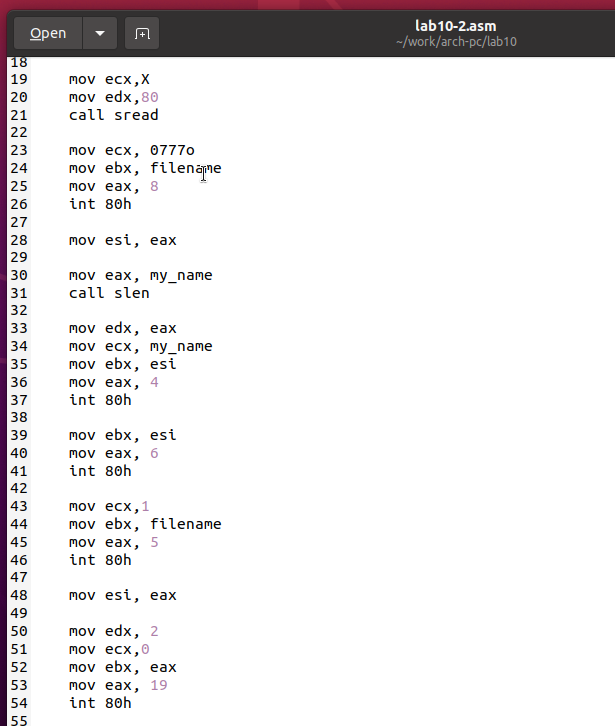 Open
lab10-2.asm
~/work/arch-pc/lab10
18
19 mov ecx,X
20 mov edx,80
21 call sread
22
23 mov ecx, 0777o
24 mov ebx, filename
25 mov eax, 8
26 int 80h
27
28 mov esi, eax
29
30 mov eax, my_name
31 call slen
32
33 mov edx, eax
34 mov ecx, my_name
35 mov ebx, esi
36 mov eax, 4
37 int 80h
38
39 mov ebx, esi
40 mov eax, 6
41 int 80h
42
43 mov ecx,1
44 mov ebx, filename
45 mov eax, 5
46 int 80h
47
48 mov esi, eax
49
50 mov edx, 2
51 mov ecx,0
52 mov ebx, eax
53 mov eax, 19
54 int 80h
55